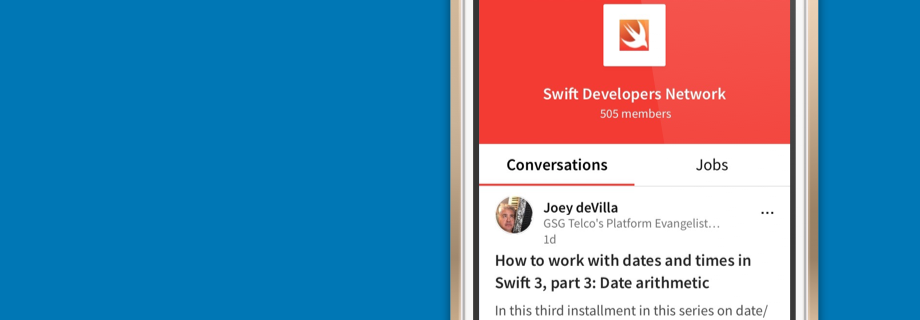 Swift Developers Network
505 members
Conversations
Jobs
Joey deVilla
GSG Telco's Platform Evangelist...
1d
How to work with dates and times in
Swift 3, part 3: Date arithmetic
In this third installment in this series on date/